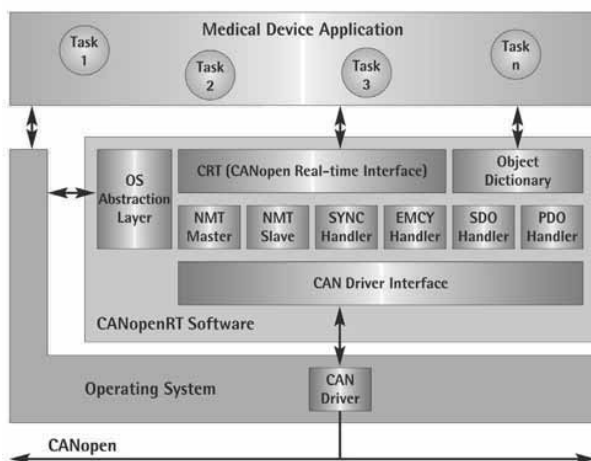 Medical Device Application
Task
1
Task
2
Task
3
Task
n
OS
Abstraction
Layer
CRT (CANopen Real-time Interface)
Object
Dictionary
NMT
Master
NMT
Slave
SYNC
Handler
EMCY
Handler
SDO
Handler
PDO
Handler
CAN Driver Interface
CANopenRT Software
Operating System
CAN
Driver
CANopen